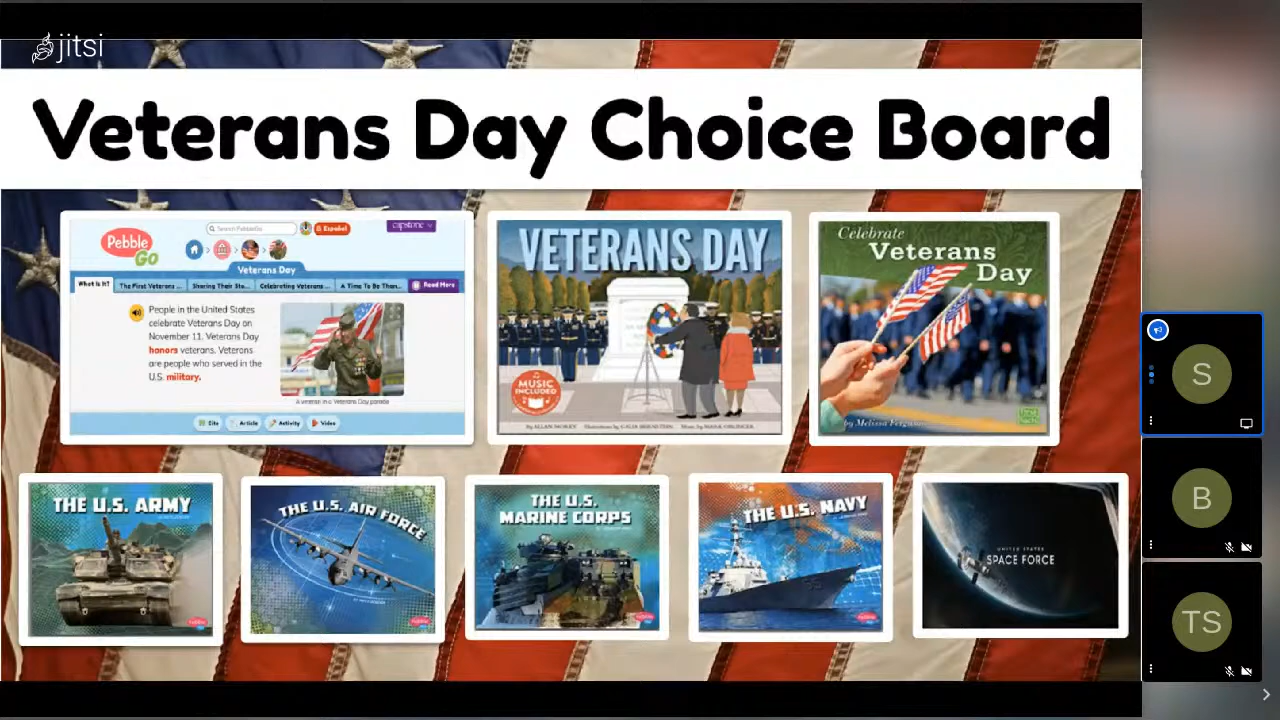 jitsi
Veterans Day Choice Board
Search PebbleGo
Español
capstone
Pebble
Go
Veterans Day
What Is It?
The First Veterans ...
Sharing Their Sto...
Celebrating Veterans ...
A Time To Be Than...
Read More
People in the United States
celebrate Veterans Day on
November 11. Veterans Day
honors veterans. Veterans
are people who served in the
U.S. military.
A veteran in a Veterans Day parade
Cite
Article
Activity
Video
VETERANS DAY
MUSIC
INCLUDED
Celebrate
Veterans
Day
THE U.S. ARMY
THE U.S. AIR FORCE
THE U.S.
MARINE CORPS
THE U.S. NAVY
UNITED STATES
SPACE FORCE
S
B
TS